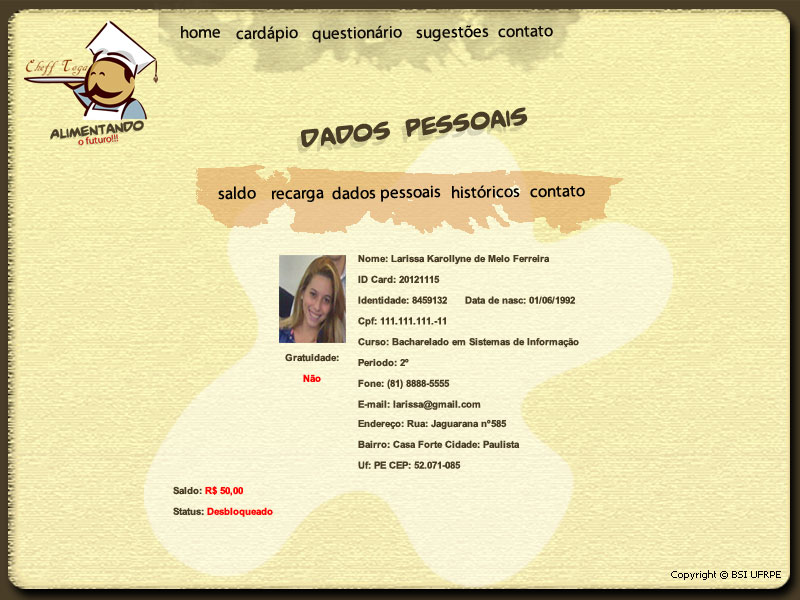 home cardápio questionário sugestões contato
Cheff Toga
ALIMENTANDO
o futuro!!!
DADOS PESSOAIS
saldo recarga dados pessoais históricos contato
Nome: Larissa Karollyne de Melo Ferreira
ID Card: 20121115
Identidade: 8459132 Data de nasc: 01/06/1992
Cpf: 111.111.111.-11
Curso: Bacharelado em Sistemas de Informação
Periodo: 2º
Fone: (81) 8888-5555
E-mail: larissa@gmail.com
Endereço: Rua: Jaguarana nº585
Bairro: Casa Forte Cidade: Paulista
Uf: PE CEP: 52.071-085
Gratuidade:
Não
Saldo: R$ 50,00
Status: Desbloqueado
Copyright © BSI UFRPE